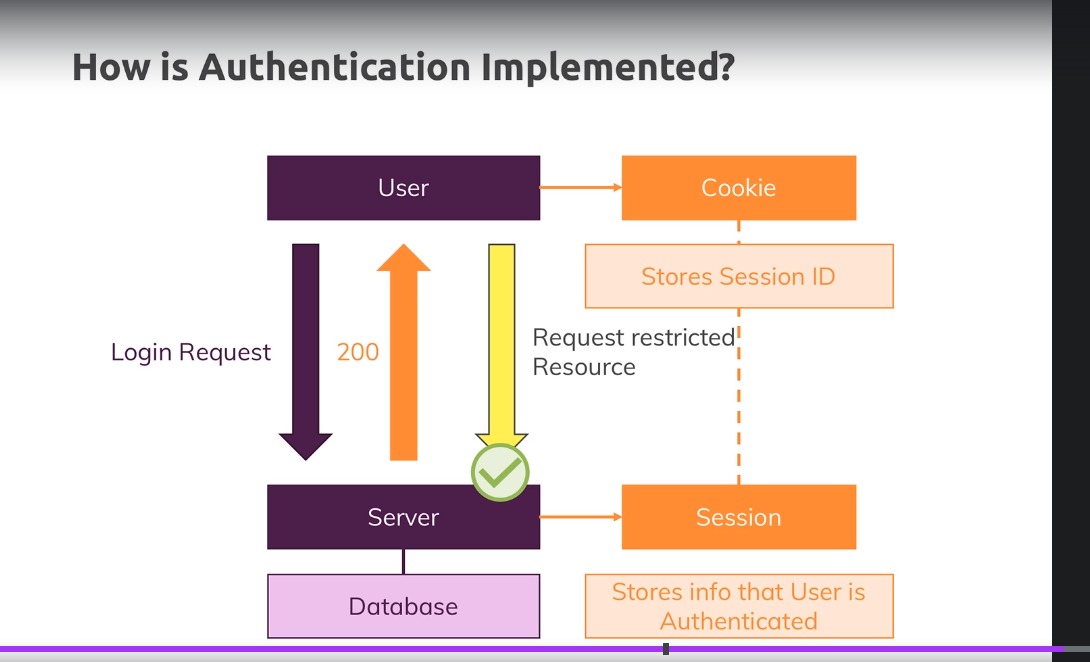 How is Authentication Implemented?
User
Cookie
Stores Session ID
Login Request
200
Request restricted
Resource
Server
Session
Database
Stores info that User is
Authenticated